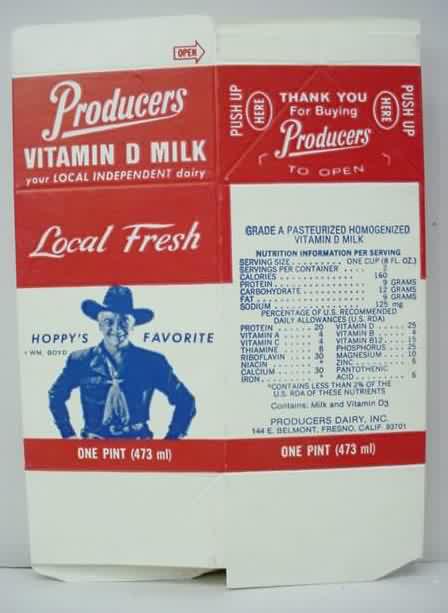 OPEN
Producers
VITAMIN D MILK
your LOCAL INDEPENDENT dairy
Local Fresh
HOPPY'S FAVORITE
WM. BOYD
ONE PINT (473 ml)
PUSH UP
HERE
THANK YOU
For Buying
Producers
TO OPEN
HERE
PUSH UP
GRADE A PASTEURIZED HOMOGENIZED
VITAMIN D MILK
NUTRITION INFORMATION PER SERVING
SERVING SIZE . . . . . . . . . . ONE CUP (8 FL. OZ.)
SERVINGS PER CONTAINER . . . . 2
CALORIES . . . . . . . . . . . . . . . 160
PROTEIN . . . . . . . . . . . . . . . . 9 GRAMS
CARBOHYDRATE . . . . . . . . . . . 12 GRAMS
FAT . . . . . . . . . . . . . . . . . . . 9 GRAMS
SODIUM . . . . . . . . . . . . . . . . 125 mg
PERCENTAGE OF U.S. RECOMMENDED
DAILY ALLOWANCES (U.S. RDA)
PROTEIN . . . . . . 20 VITAMIN D . . . . . 25
VITAMIN A . . . . . 4 VITAMIN B . . . . . 4
VITAMIN C . . . . . 4 VITAMIN B12 . . . . 15
THIAMINE . . . . . 8 PHOSPHORUS . . . . 25
RIBOFLAVIN . . . . 30 MAGNESIUM . . . . . 10
NIACIN . . . . . . . * ZINC . . . . . . . . . 6
CALCIUM . . . . . . 30 PANTOTHENIC
IRON . . . . . . . . * ACID . . . . . . . . . 6
*CONTAINS LESS THAN 2% OF THE
U.S. RDA OF THESE NUTRIENTS
Contains: Milk and Vitamin D3
PRODUCERS DAIRY, INC.
144 E. BELMONT, FRESNO, CALIF. 93701
ONE PINT (473 ml)